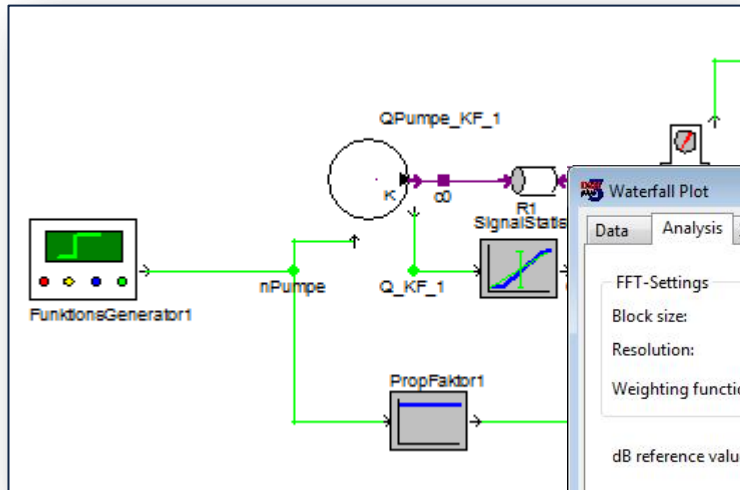 QPumpe_KF_1
K
c0
R1
SignalStatis
nPumpe
Q_KF_1
FunktionsGenerator1
PropFaktor1
Waterfall Plot
Data
Analysis
FFT-Settings
Block size:
Resolution:
Weighting functio
dB reference valu